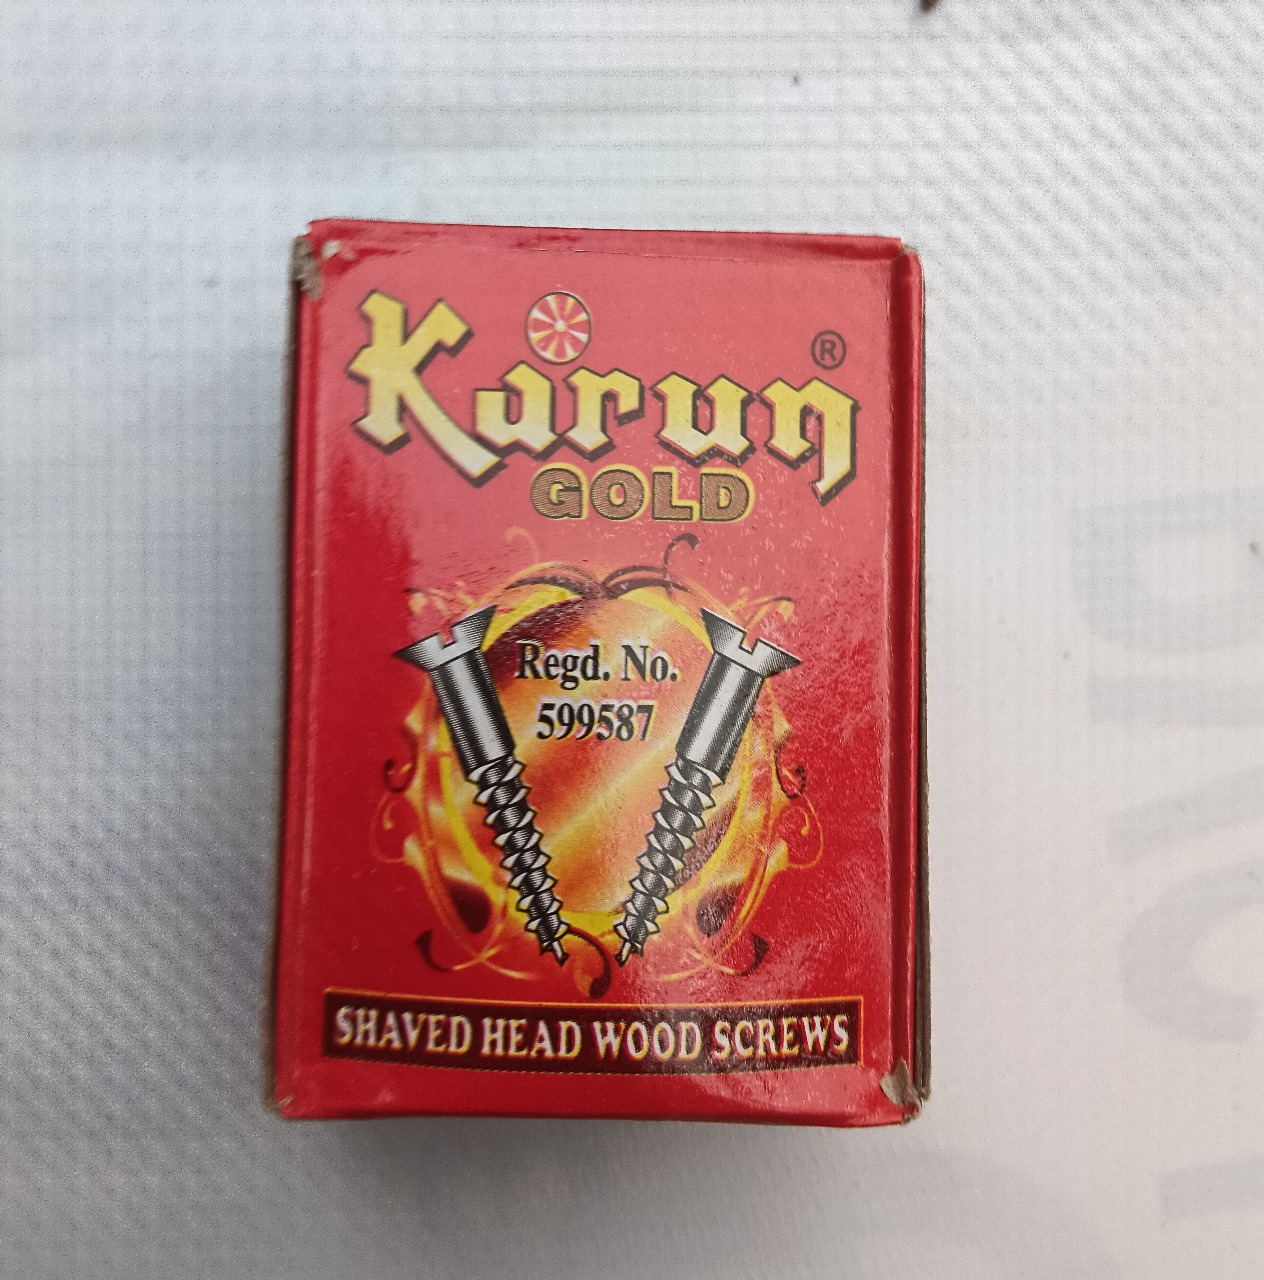 Karun ®
GOLD
Regd. No.
599587
SHAVED HEAD WOOD SCREWS